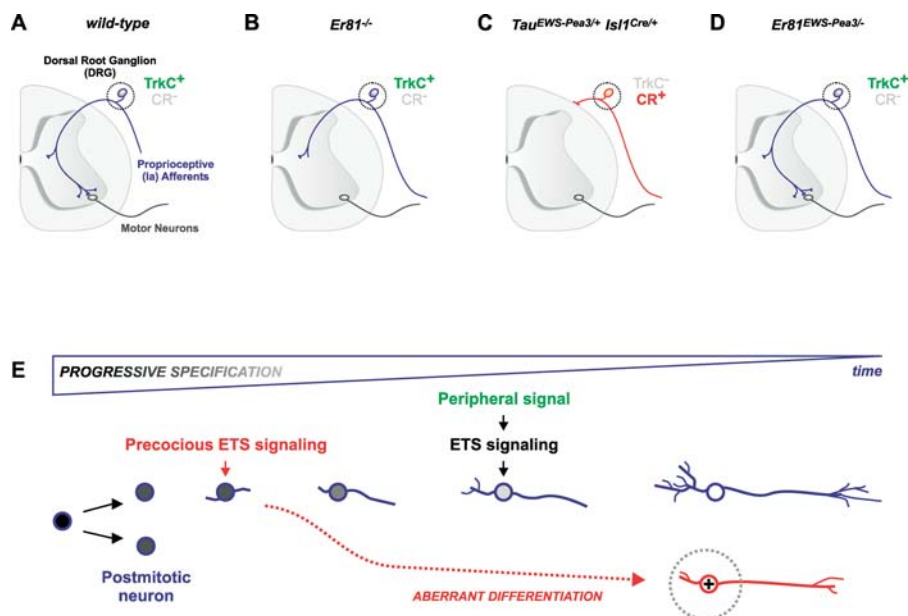 A
wild-type
Dorsal Root Ganglion
(DRG)
TrkC+
CR-
Proprioceptive
(Ia) Afferents
Motor Neurons
B
Er81-/-
TrkC+
CR-
C
TauEWS-Pea3/+ Isl1Cre/+
TrkC-
CR+
D
Er81EWS-Pea3/-
TrkC+
CR-
E
PROGRESSIVE SPECIFICATION
time
Peripheral signal
Precocious ETS signaling
ETS signaling
Postmitotic
neuron
+
ABERRANT DIFFERENTIATION